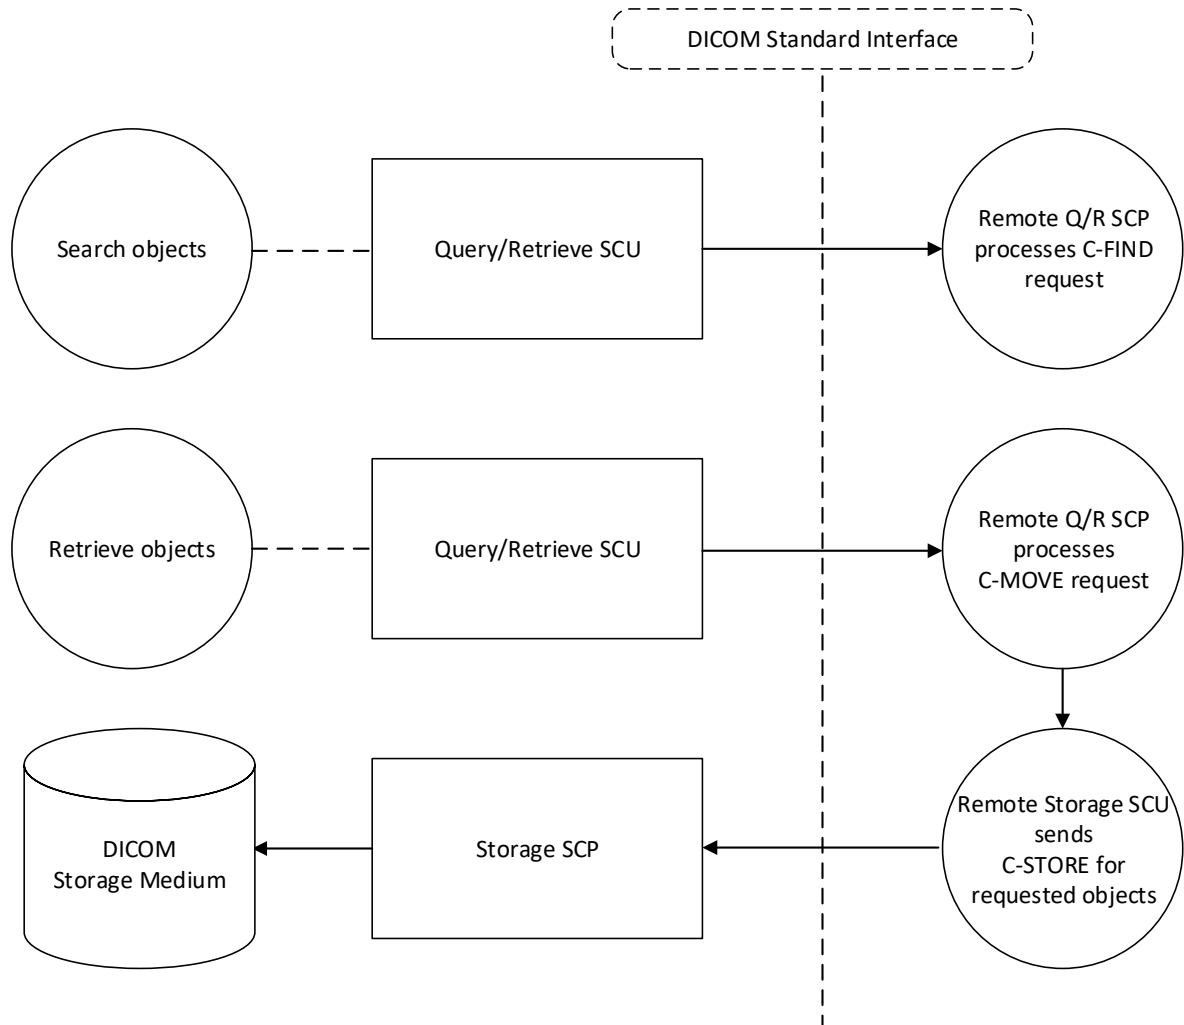 DICOM Standard Interface
Search objects
Query/Retrieve SCU
Remote Q/R SCP
processes C-FIND
request
Retrieve objects
Query/Retrieve SCU
Remote Q/R SCP
processes
C-MOVE request
DICOM
Storage Medium
Storage SCP
Remote Storage SCU
sends
C-STORE for
requested objects